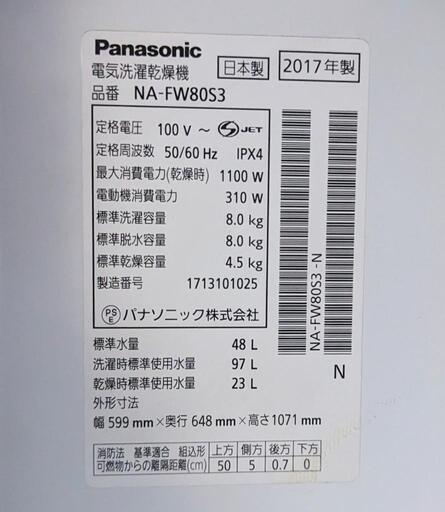 Panasonic
電気洗濯乾燥機 日本製 2017年製
品番 NA-FW80S3
定格電圧 100 V ～ S JET
定格周波数 50/60 Hz IPX4
最大消費電力(乾燥時) 1100 W
電動機消費電力 310 W
標準洗濯容量 8.0 kg
標準脱水容量 8.0 kg
標準乾燥容量 4.5 kg
製造番号 1713101025
PSE パナソニック株式会社
標準水量 48 L
洗濯時標準使用水量 97 L
乾燥時標準使用水量 23 L
外形寸法
幅 599 mm×奥行 648 mm×高さ1071 mm
消防法 基準適合 組込形 上方 側方 後方 下方
可燃物からの離隔距離(cm) 50 5 0.7 0
NA-FW80S3 -N
N